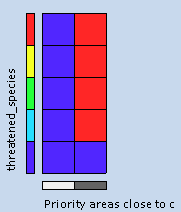 threatened_species
Priority areas close to c